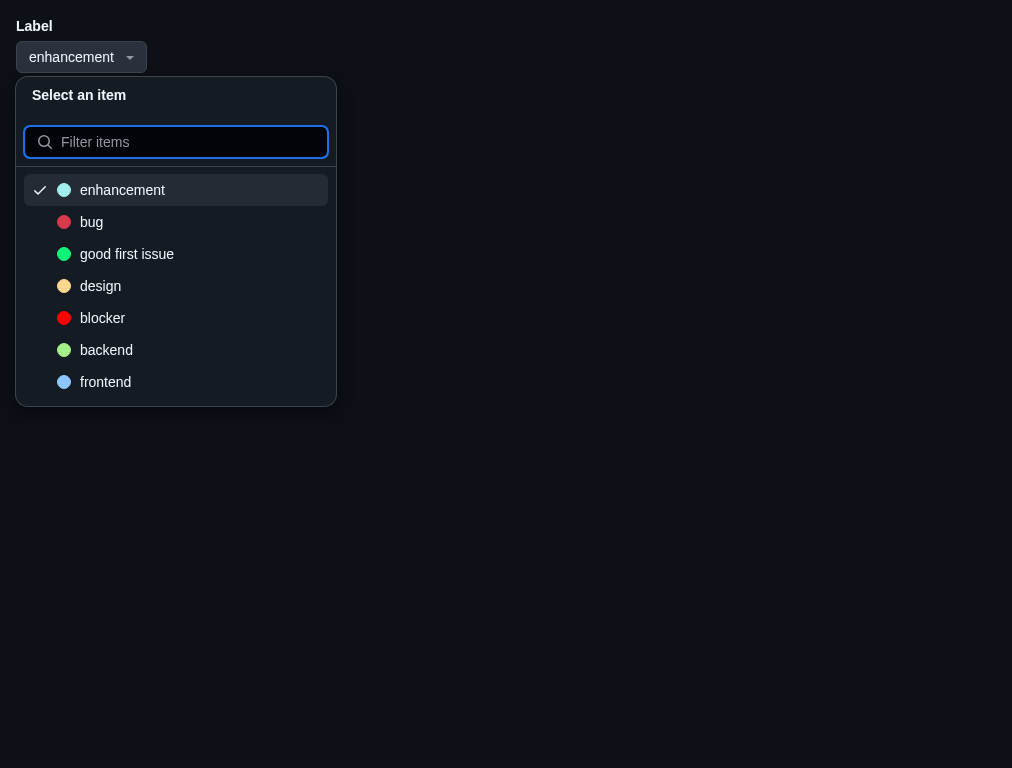 Label
enhancement
Select an item
Filter items
enhancement
bug
good first issue
design
blocker
backend
frontend